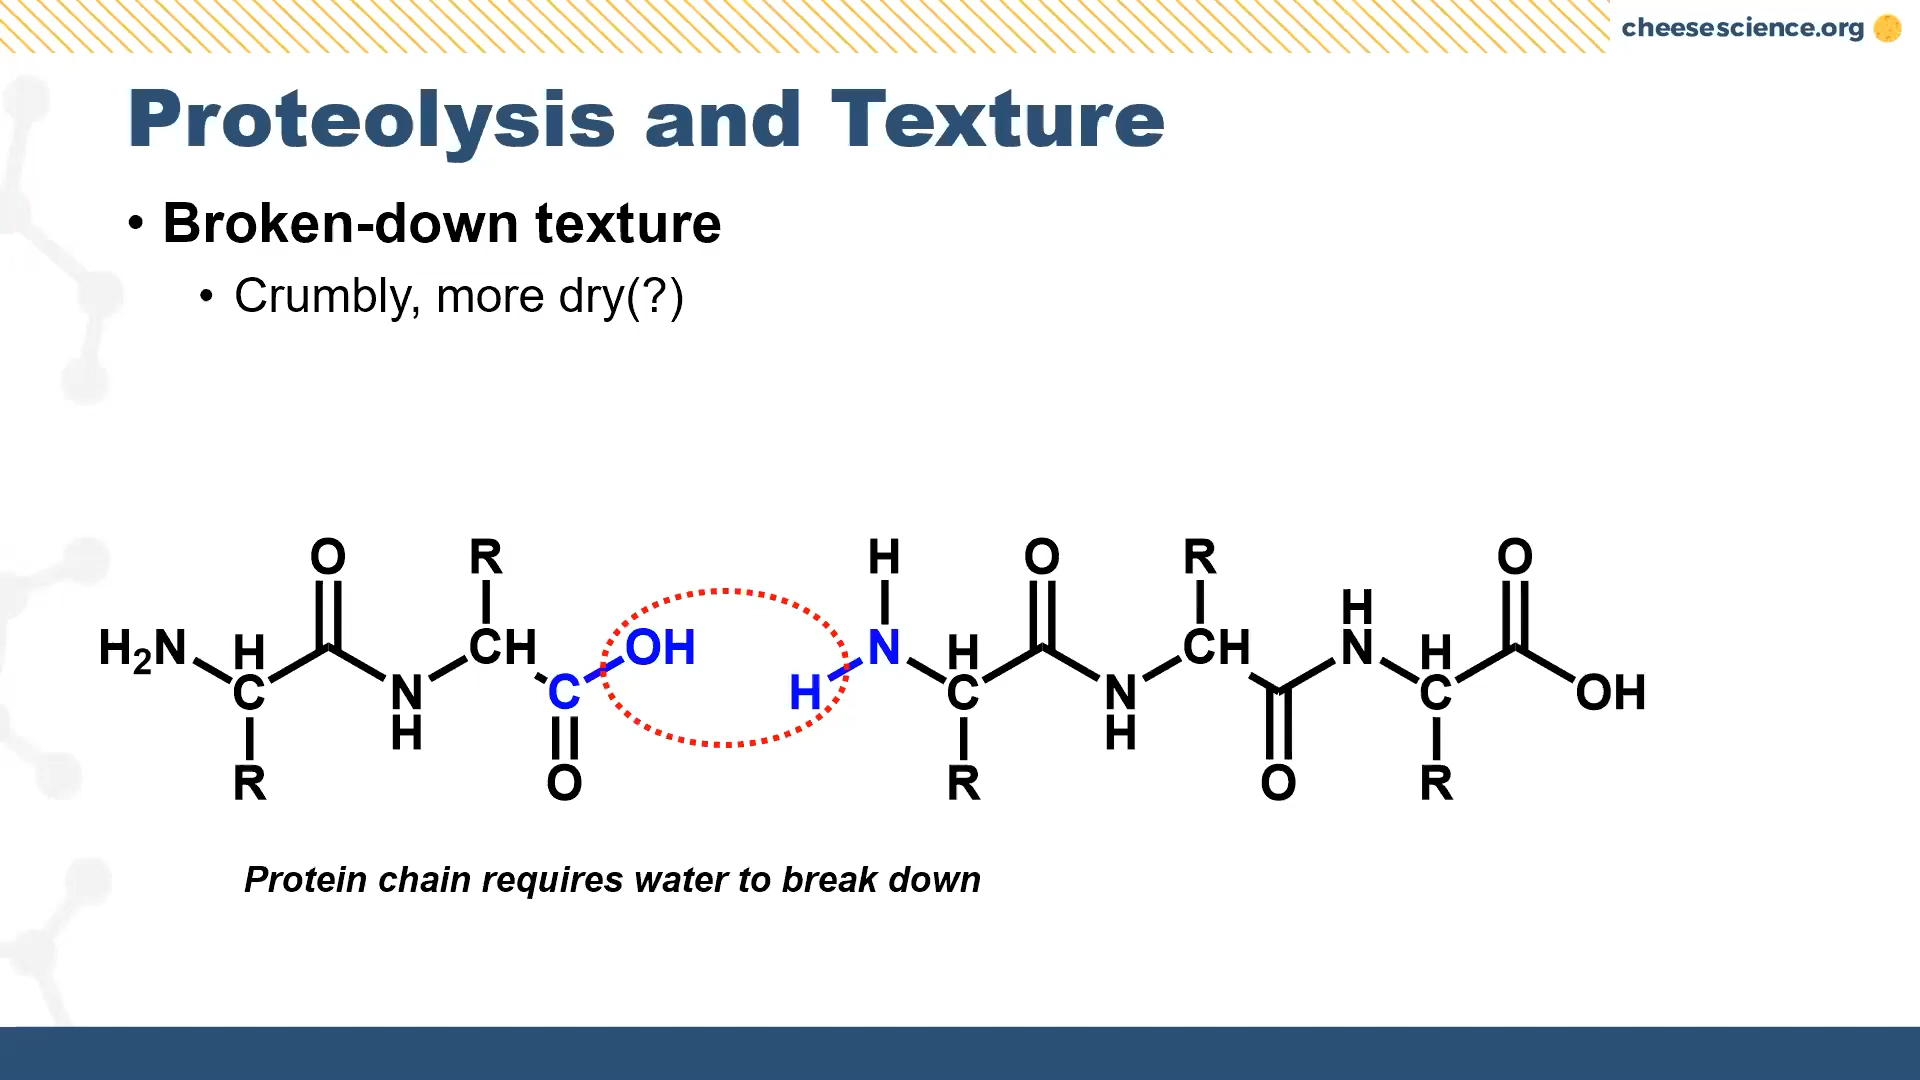 cheesescience.org
Proteolysis and Texture
• Broken-down texture
• Crumbly, more dry(?)
O R H O R O
H
H₂N H CH OH N H CH N H
C N C H C N C OH
H O H O
R R R
Protein chain requires water to break down